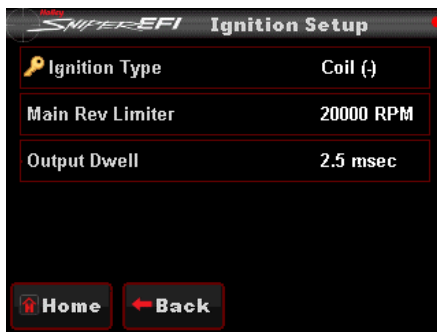 Holley
SNIPER EFI Ignition Setup
Ignition Type Coil (-)
Main Rev Limiter 20000 RPM
Output Dwell 2.5 msec
Home Back